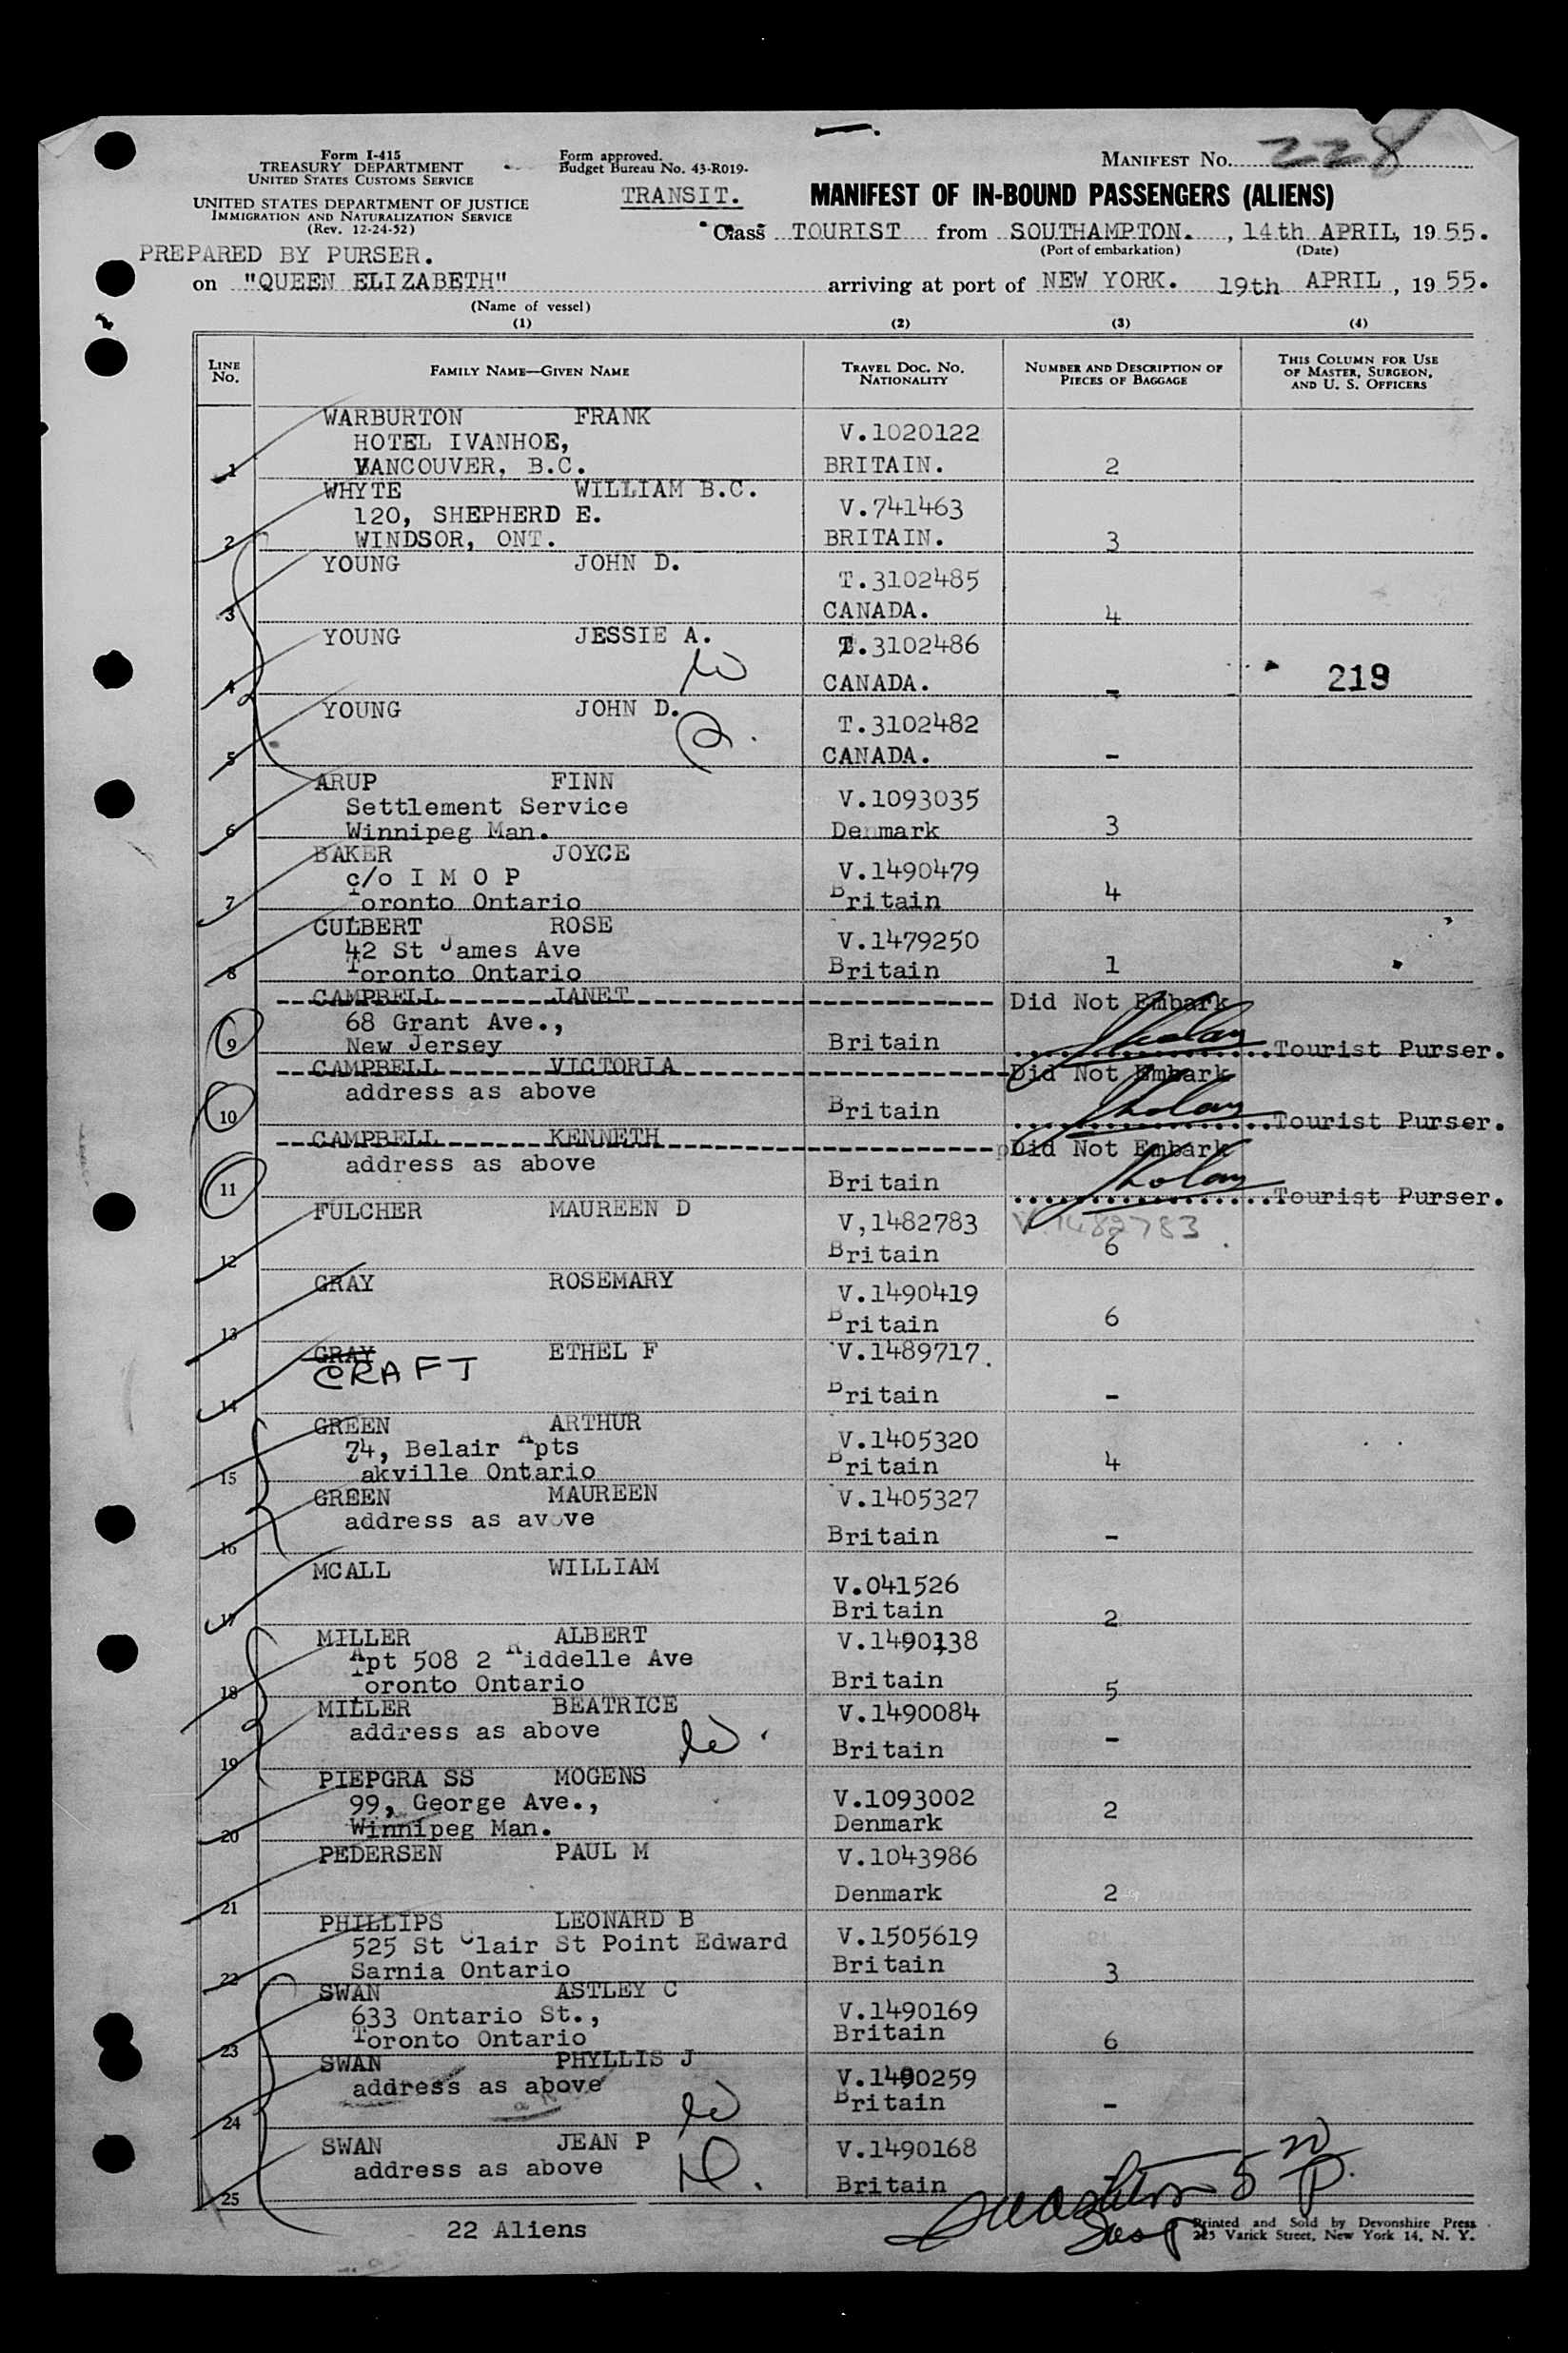 Form I-415
TREASURY DEPARTMENT
UNITED STATES CUSTOMS SERVICE
UNITED STATES DEPARTMENT OF JUSTICE
IMMIGRATION AND NATURALIZATION SERVICE
(Rev. 12-24-52)
Form approved.
Budget Bureau No. 43-R019.
TRANSIT.
MANIFEST NO. 228
MANIFEST OF IN-BOUND PASSENGERS (ALIENS)
Class TOURIST from SOUTHAMPTON. , 14th APRIL, 19 55.
(Port of embarkation) (Date)
PREPARED BY PURSER.
on "QUEEN ELIZABETH" arriving at port of NEW YORK. 19th APRIL , 19 55.
(Name of vessel)
(1) (2) (3) (4)
LINE NO. FAMILY NAME—GIVEN NAME TRAVEL DOC. NO. NATIONALITY NUMBER AND DESCRIPTION OF PIECES OF BAGGAGE THIS COLUMN FOR USE OF MASTER, SURGEON, AND U. S. OFFICERS
WARBURTON FRANK
HOTEL IVANHOE, V.1020122
1 VANCOUVER, B.C. BRITAIN. 2
WHYTE WILLIAM B.C.
120, SHEPHERD E. V.741463
2 WINDSOR, ONT. BRITAIN. 3
YOUNG JOHN D.
T.3102485
3 CANADA. 4
YOUNG JESSIE A. T.3102486
4 W CANADA. - 219
YOUNG JOHN D. T.3102482
5 CANADA. -
ARUP FINN
Settlement Service V.1093035
6 Winnipeg Man. Denmark 3
BAKER JOYCE
c/o I M O P V.1490479
7 Toronto Ontario Britain 4
CULBERT ROSE
42 St James Ave V.1479250
8 Toronto Ontario Britain 1
CAMPBELL JANET Did Not Embark
68 Grant Ave.,
9 New Jersey Britain Tourist Purser.
CAMPBELL VICTORIA Did Not Embark
address as above
10 Britain Tourist Purser.
CAMPBELL KENNETH Did Not Embark
address as above
11 Britain Tourist Purser.
FULCHER MAUREEN D V,1482783 V.1482783
12 Britain 6
GRAY ROSEMARY V.1490419
13 Britain 6
GRAY ETHEL F V.1489717.
CRAFT
14 Britain -
GREEN ARTHUR
74, Belair Apts V.1405320
15 akville Ontario Britain 4
GREEN MAUREEN V.1405327
address as avove
16 Britain -
MCALL WILLIAM
V.041526
17 Britain 2
MILLER ALBERT V.1490138
Apt 508 2 Riddelle Ave
18 Toronto Ontario Britain 5
MILLER BEATRICE V.1490084
address as above W.
19 Britain -
PIEPGRA SS MOGENS
99, George Ave., V.1093002 2
20 Winnipeg Man. Denmark
PEDERSEN PAUL M V.1043986
21 Denmark 2
PHILLIPS LEONARD B
525 St Clair St Point Edward V.1505619
22 Sarnia Ontario Britain 3
SWAN ASTLEY C
633 Ontario St., V.1490169
23 Toronto Ontario Britain 6
SWAN PHYLLIS J
address as above V.1490259
24 W Britain -
SWAN JEAN P V.1490168
address as above
25 Britain
22 Aliens
Printed and Sold by Devonshire Press
225 Varick Street, New York 14, N. Y.